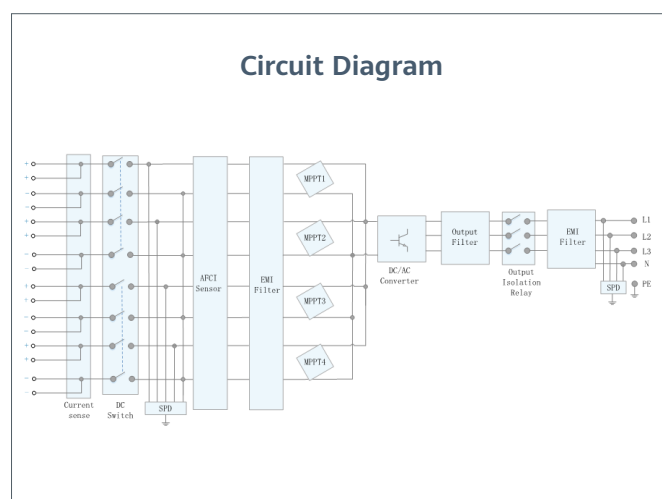 Circuit Diagram
+
+
−
−
+
+
−
−
+
+
−
−
+
+
−
−
Current
sense
DC
Switch
SPD
AFCI
Sensor
EMI
Filter
MPPT1
MPPT2
MPPT3
MPPT4
DC/AC
Converter
Output
Filter
Output
Isolation
Relay
EMI
Filter
SPD
L1
L2
L3
N
PE